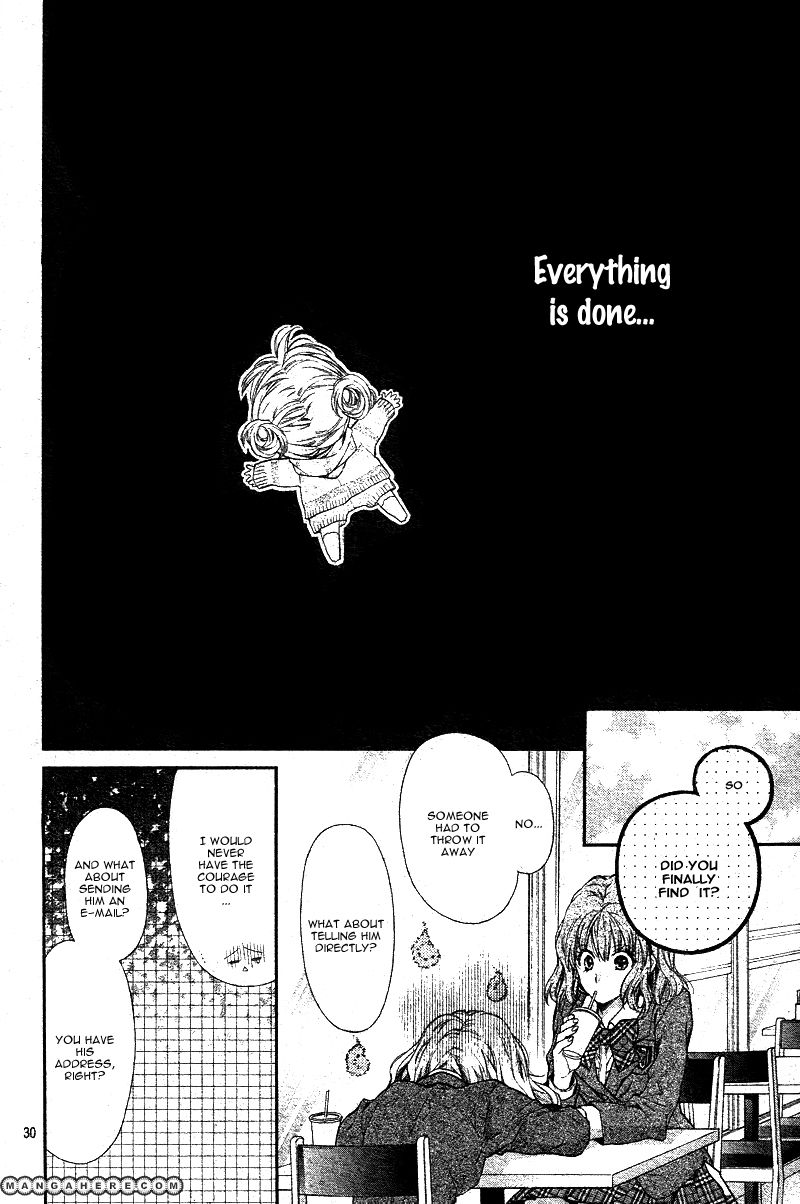 Everything
is done...
SO
DID YOU
FINALLY
FIND IT?
NO...
SOMEONE
HAD TO
THROW IT
AWAY
WHAT ABOUT
TELLING HIM
DIRECTLY?
I WOULD
NEVER
HAVE THE
COURAGE
TO DO IT
...
AND WHAT
ABOUT
SENDING
HIM AN
E-MAIL?
YOU HAVE
HIS
ADDRESS,
RIGHT?
30
MANGAHERE.COM